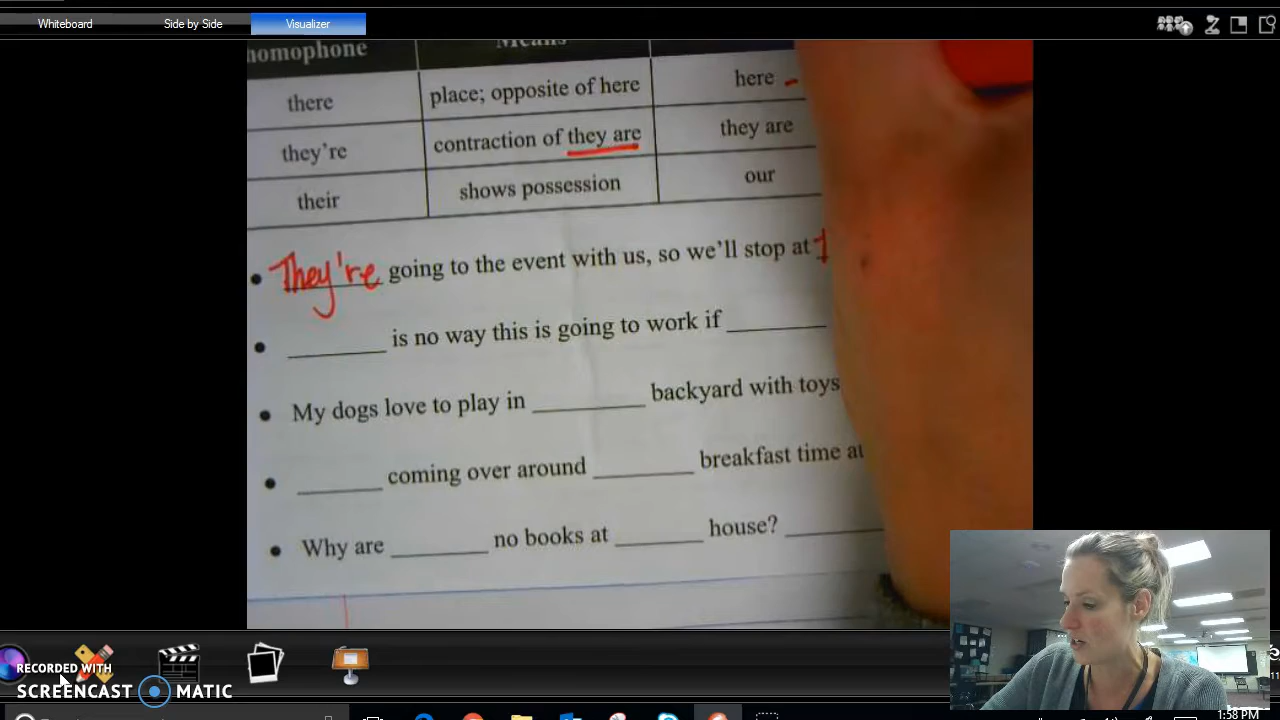 Whiteboard Side by Side Visualizer
homophone Means
there place; opposite of here here
they're contraction of they are they are
their shows possession our
They're going to the event with us, so we'll stop at
is no way this is going to work if
My dogs love to play in backyard with toys
coming over around breakfast time at
Why are no books at house?
RECORDED WITH
SCREENCAST MATIC
1:58 PM